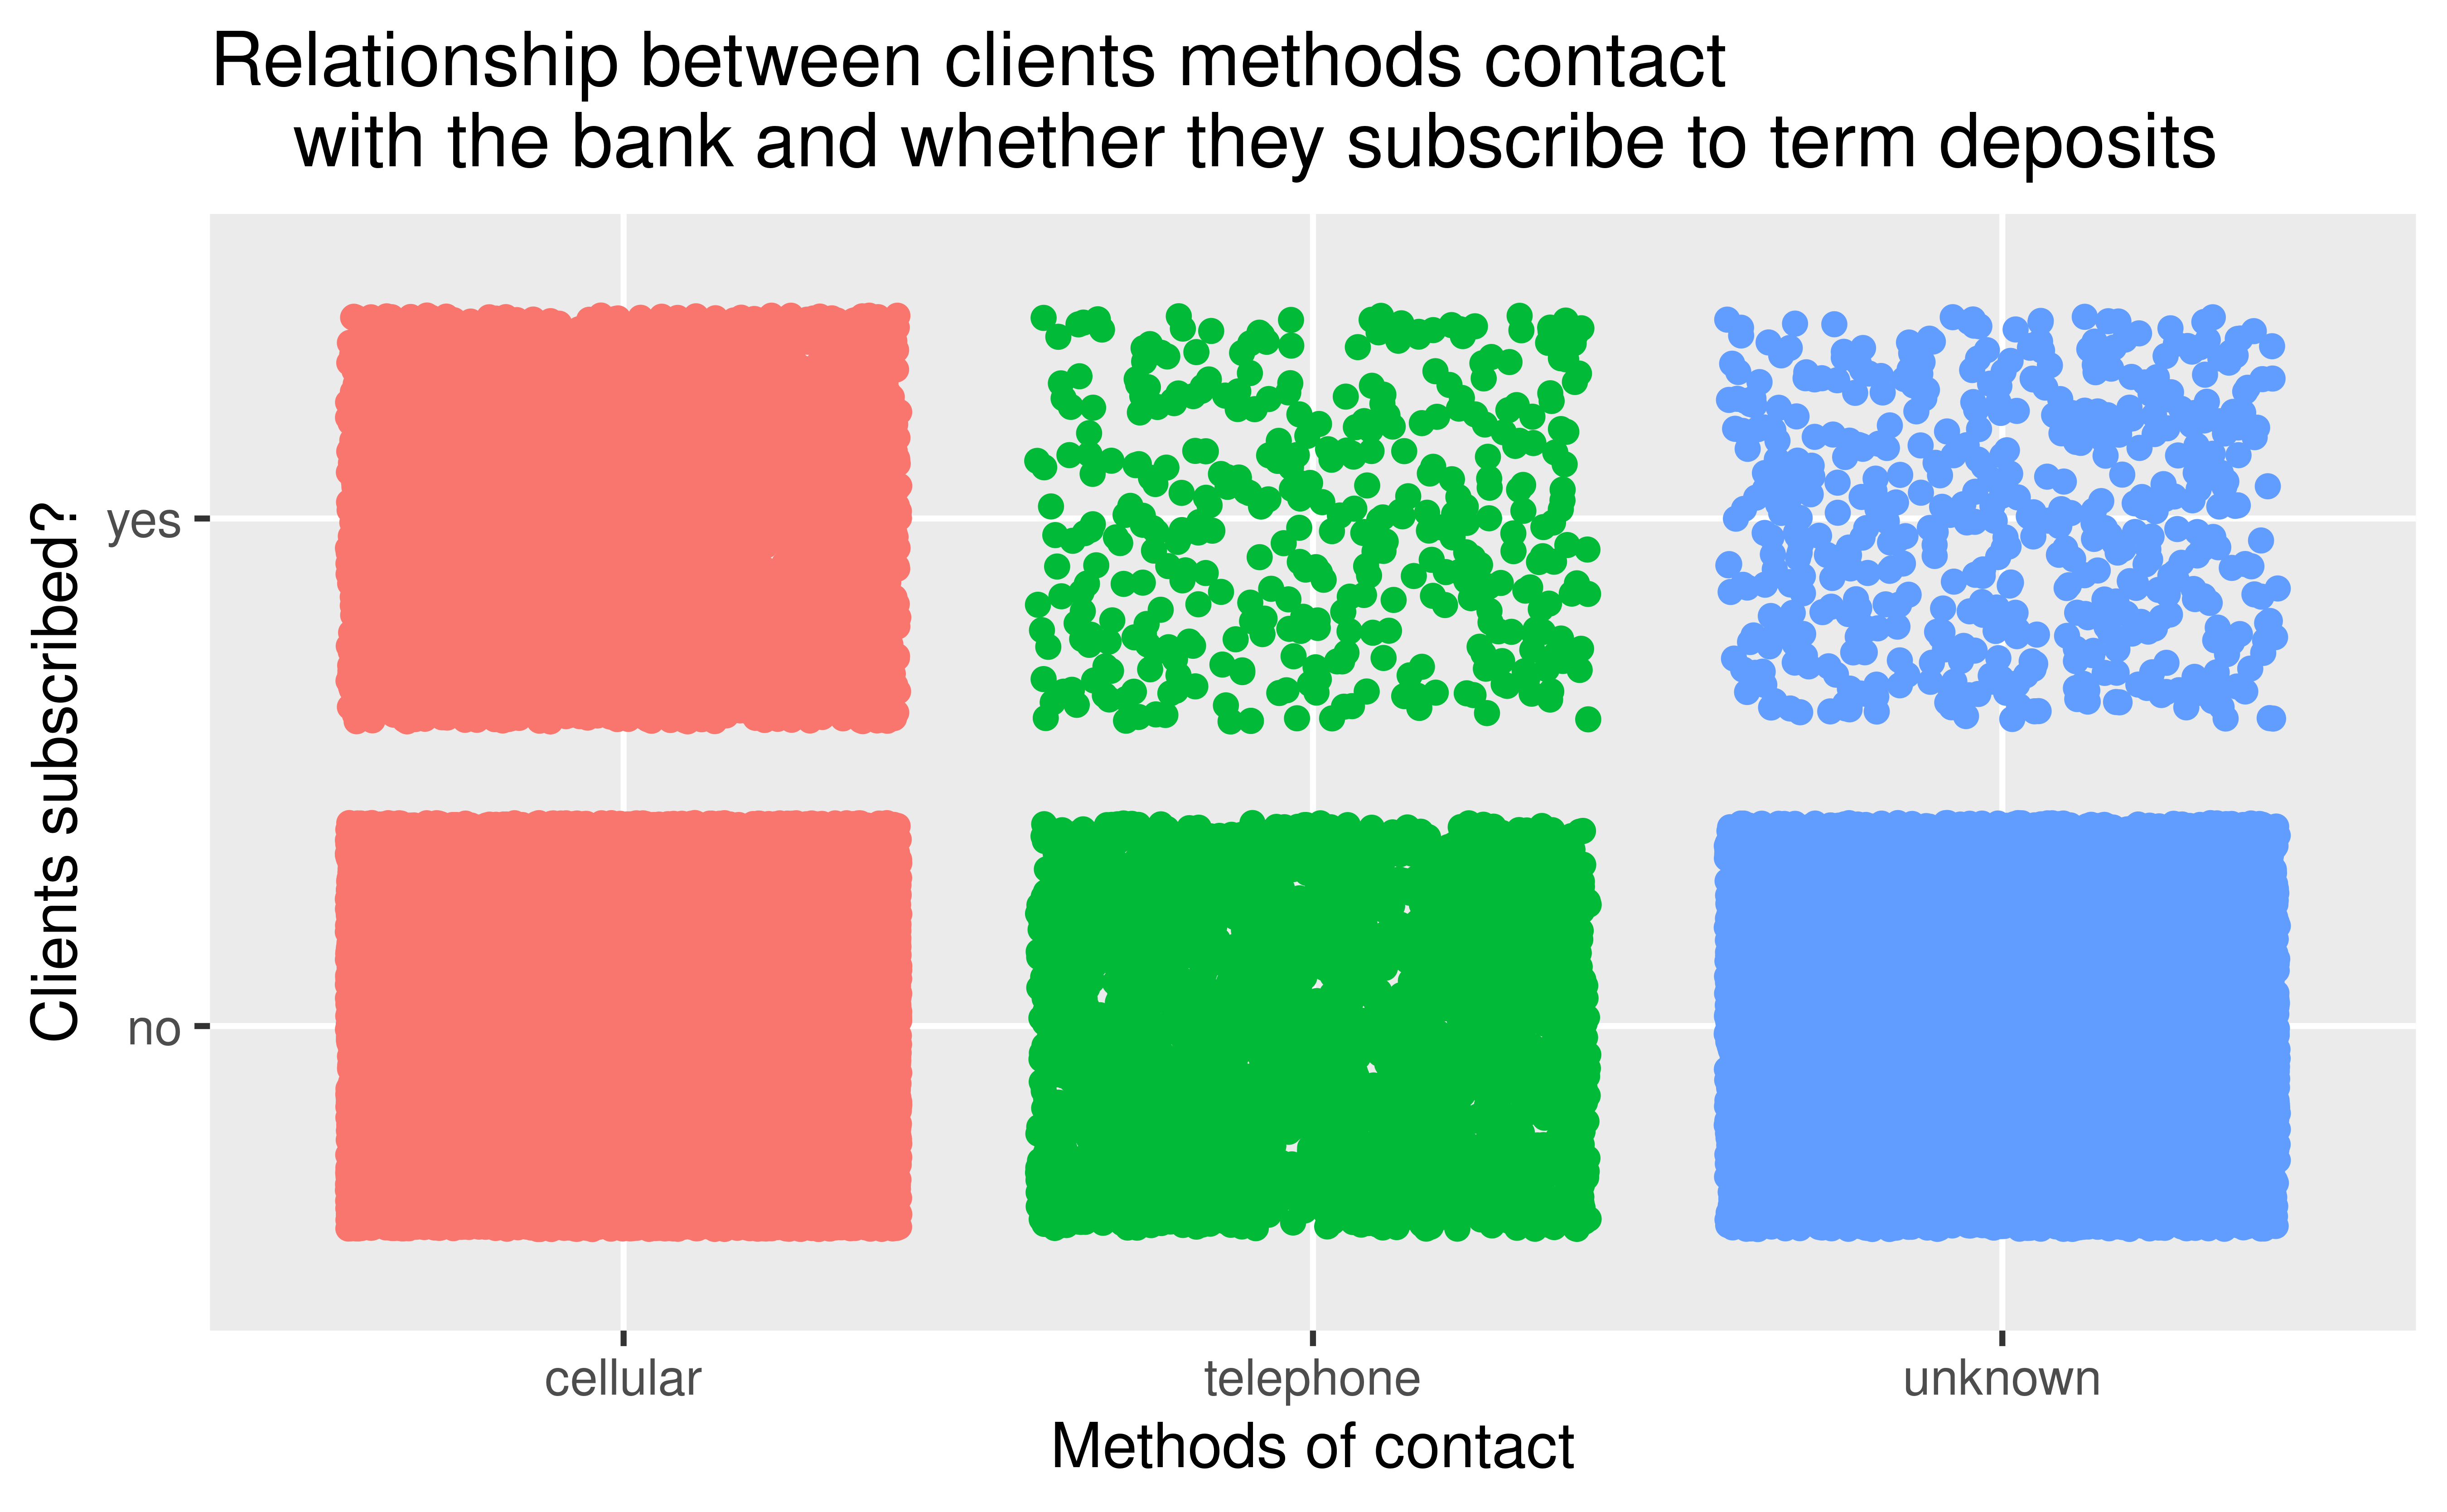 Relationship between clients methods contact
with the bank and whether they subscribe to term deposits
Clients subscribed?
yes
no
cellular telephone unknown
Methods of contact